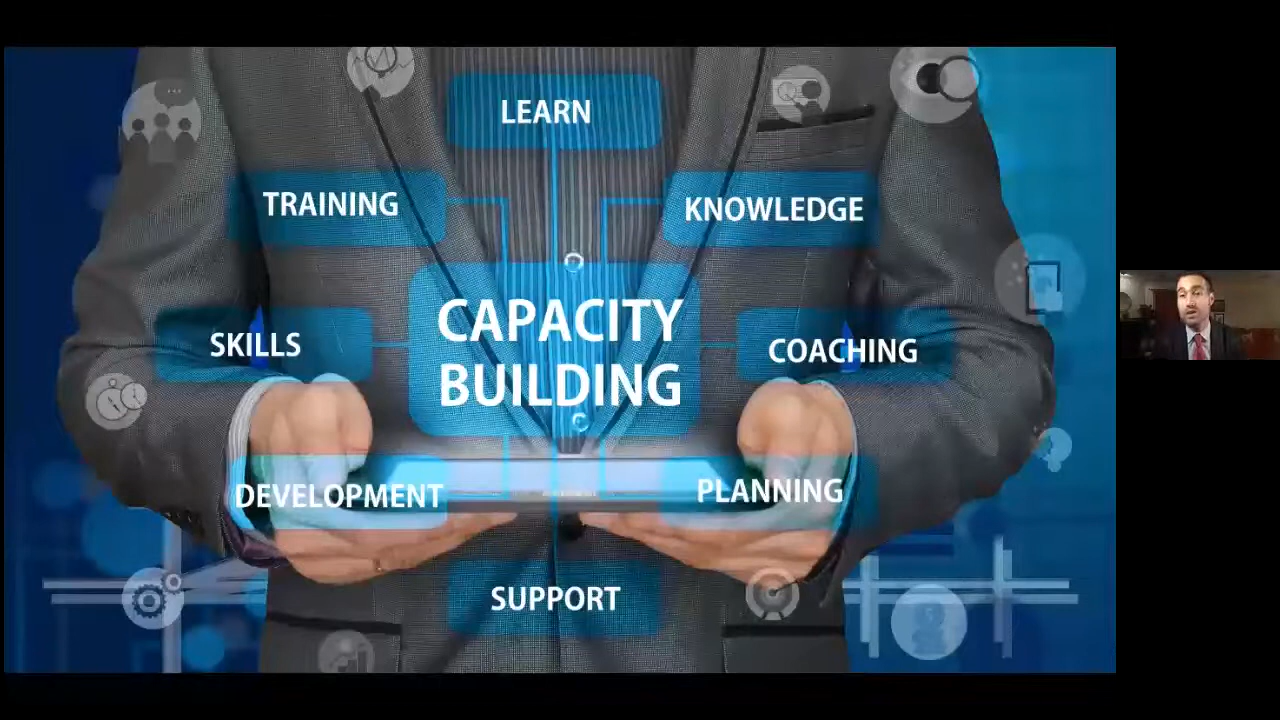 LEARN
TRAINING
KNOWLEDGE
CAPACITY
BUILDING
SKILLS
COACHING
DEVELOPMENT
PLANNING
SUPPORT